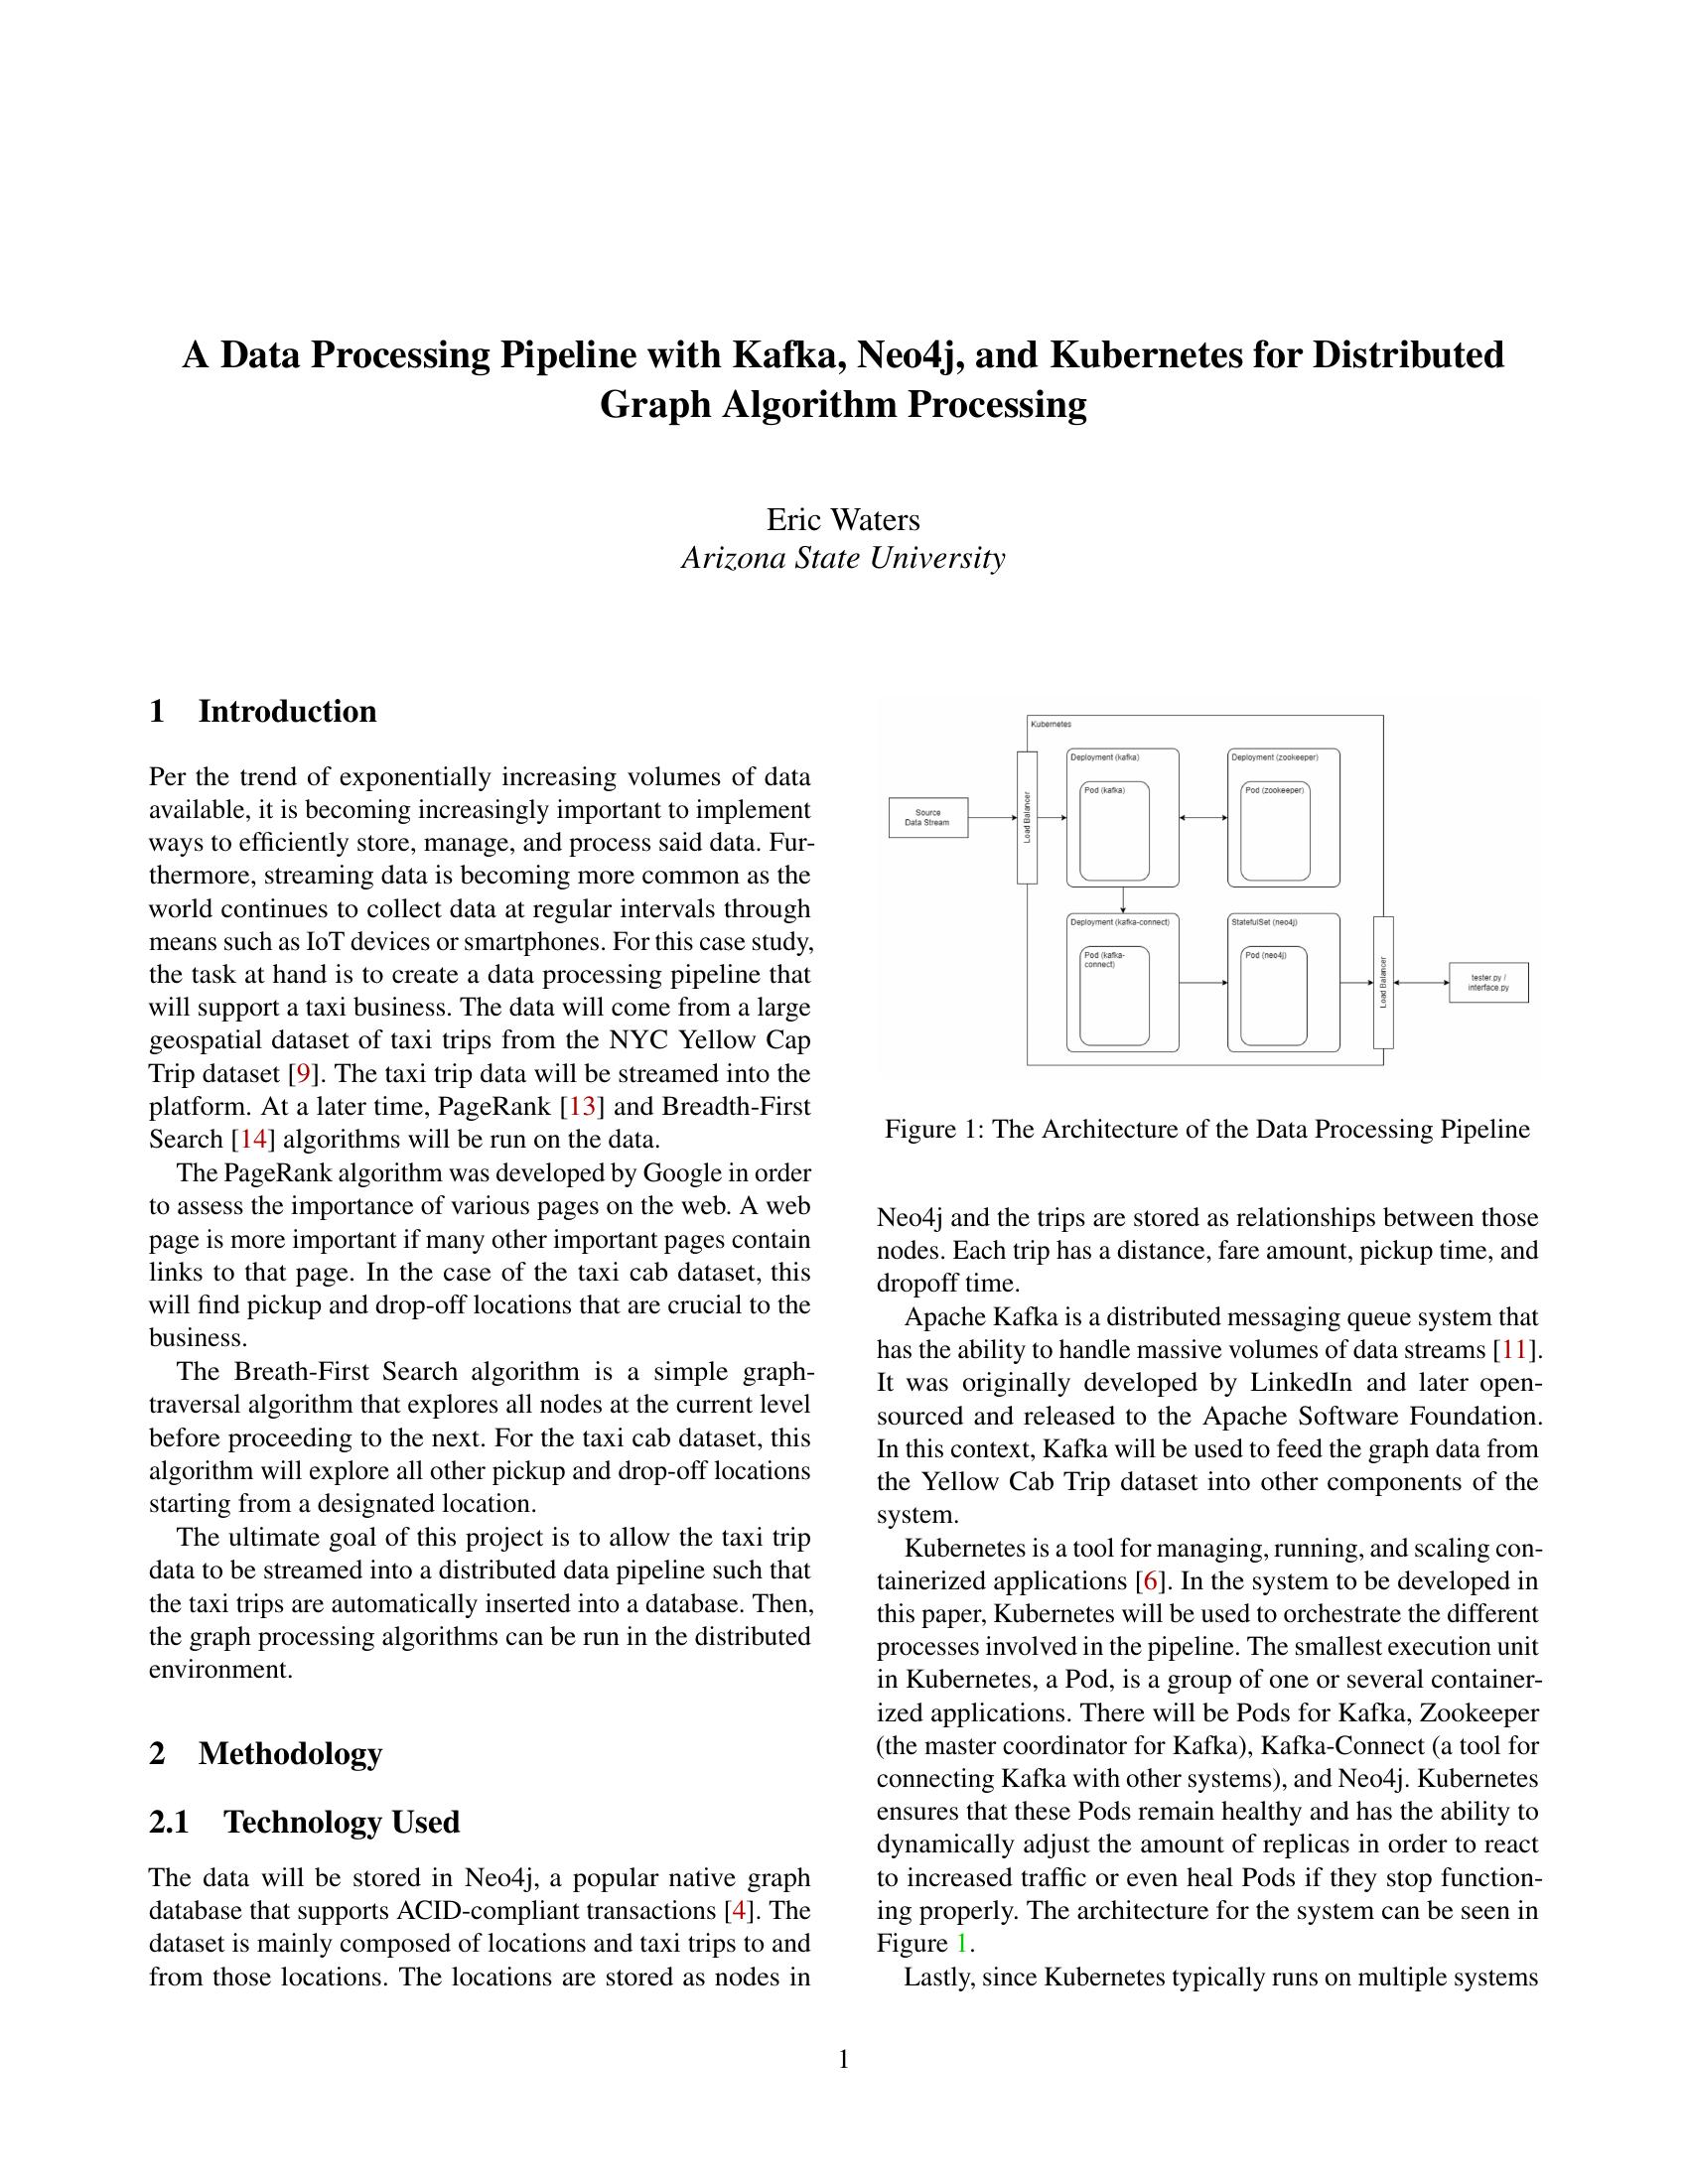 A Data Processing Pipeline with Kafka, Neo4j, and Kubernetes for Distributed
Graph Algorithm Processing
Eric Waters
Arizona State University
1 Introduction
Per the trend of exponentially increasing volumes of data
available, it is becoming increasingly important to implement
ways to efficiently store, manage, and process said data. Fur-
thermore, streaming data is becoming more common as the
world continues to collect data at regular intervals through
means such as IoT devices or smartphones. For this case study,
the task at hand is to create a data processing pipeline that
will support a taxi business. The data will come from a large
geospatial dataset of taxi trips from the NYC Yellow Cap
Trip dataset [9]. The taxi trip data will be streamed into the
platform. At a later time, PageRank [13] and Breadth-First
Search [14] algorithms will be run on the data.
The PageRank algorithm was developed by Google in order
to assess the importance of various pages on the web. A web
page is more important if many other important pages contain
links to that page. In the case of the taxi cab dataset, this
will find pickup and drop-off locations that are crucial to the
business.
The Breath-First Search algorithm is a simple graph-
traversal algorithm that explores all nodes at the current level
before proceeding to the next. For the taxi cab dataset, this
algorithm will explore all other pickup and drop-off locations
starting from a designated location.
The ultimate goal of this project is to allow the taxi trip
data to be streamed into a distributed data pipeline such that
the taxi trips are automatically inserted into a database. Then,
the graph processing algorithms can be run in the distributed
environment.
2 Methodology
2.1 Technology Used
The data will be stored in Neo4j, a popular native graph
database that supports ACID-compliant transactions [4]. The
dataset is mainly composed of locations and taxi trips to and
from those locations. The locations are stored as nodes in
Kubernetes
Deployment (kafka)
Deployment (zookeeper)
Pod (kafka)
Pod (zookeeper)
Source
Data Stream
Load Balancer
Deployment (kafka-connect)
StatefulSet (neo4j)
Pod (kafka-
connect)
Pod (neo4j)
Load Balancer
tester.py /
interface.py
Figure 1: The Architecture of the Data Processing Pipeline
Neo4j and the trips are stored as relationships between those
nodes. Each trip has a distance, fare amount, pickup time, and
dropoff time.
Apache Kafka is a distributed messaging queue system that
has the ability to handle massive volumes of data streams [11].
It was originally developed by LinkedIn and later open-
sourced and released to the Apache Software Foundation.
In this context, Kafka will be used to feed the graph data from
the Yellow Cab Trip dataset into other components of the
system.
Kubernetes is a tool for managing, running, and scaling con-
tainerized applications [6]. In the system to be developed in
this paper, Kubernetes will be used to orchestrate the different
processes involved in the pipeline. The smallest execution unit
in Kubernetes, a Pod, is a group of one or several container-
ized applications. There will be Pods for Kafka, Zookeeper
(the master coordinator for Kafka), Kafka-Connect (a tool for
connecting Kafka with other systems), and Neo4j. Kubernetes
ensures that these Pods remain healthy and has the ability to
dynamically adjust the amount of replicas in order to react
to increased traffic or even heal Pods if they stop function-
ing properly. The architecture for the system can be seen in
Figure 1.
Lastly, since Kubernetes typically runs on multiple systems
1